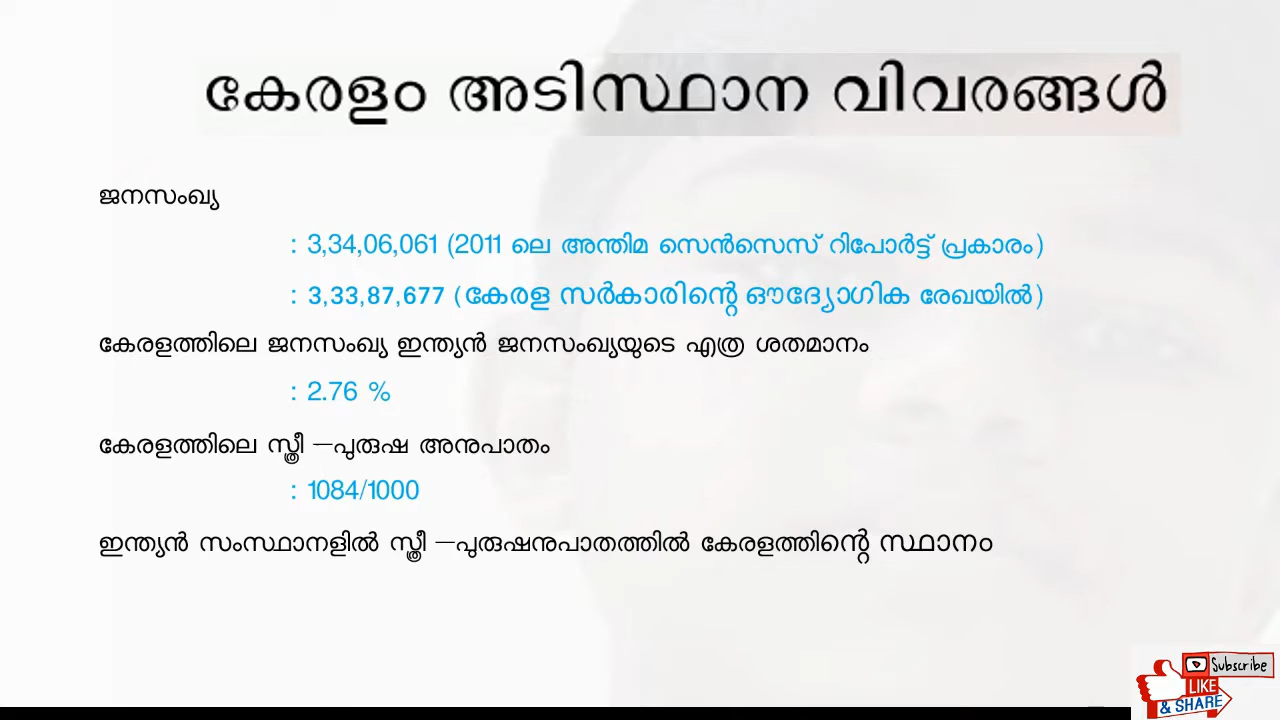 കേരളം അടിസ്ഥാന വിവരങ്ങൾ
ജനസംഖ്യ
: 3,34,06,061 (2011 ലെ അന്തിമ സെൻസെസ് റിപോർട്ട് പ്രകാരം)
: 3,33,87,677 (കേരള സർകാരിന്റെ ഔദ്യോഗിക രേഖയിൽ)
കേരളത്തിലെ ജനസംഖ്യ ഇന്ത്യൻ ജനസംഖ്യയുടെ എത്ര ശതമാനം
: 2.76 %
കേരളത്തിലെ സ്ത്രീ –പുരുഷ അനുപാതം
: 1084/1000
ഇന്ത്യൻ സംസ്ഥാനളിൽ സ്ത്രീ –പുരുഷനുപാതത്തിൽ കേരളത്തിന്റെ സ്ഥാനം
Subscribe
LIKE
& SHARE